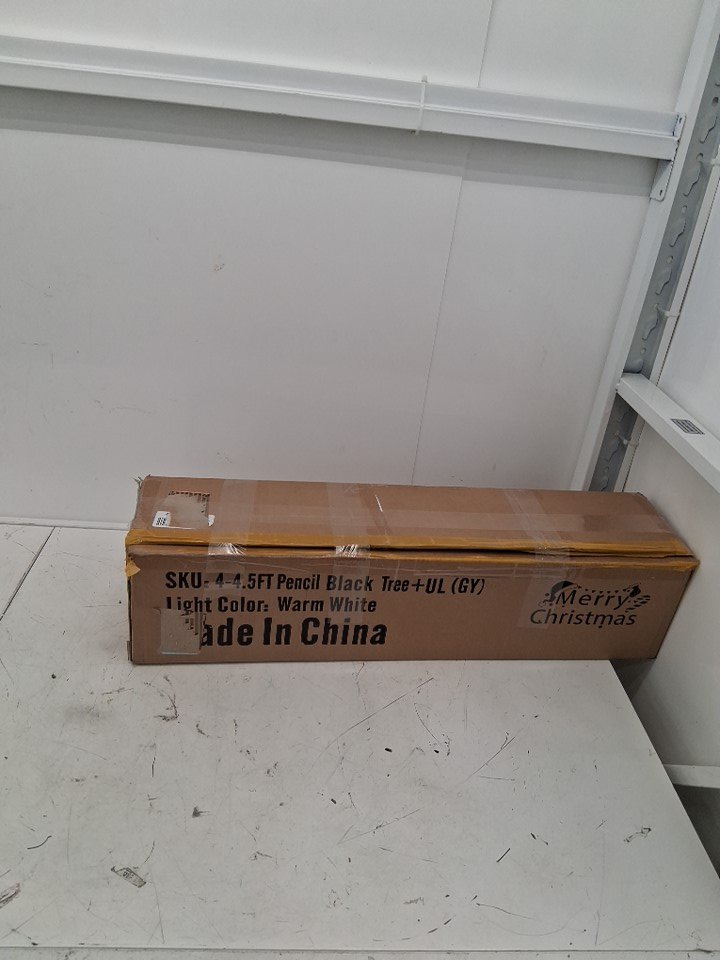 SKU: 4-4.5FT Pencil Black Tree+UL (GY)
Light Color: Warm White
ade In China
Merry
Christmas